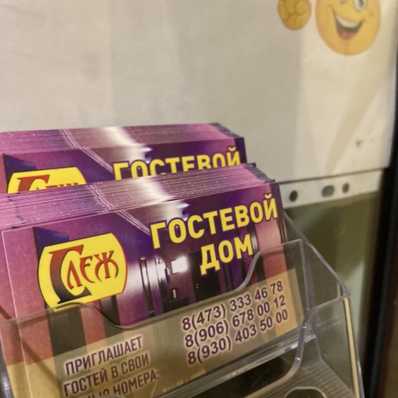 ГОСТЕВОЙ
ГОСТЕВОЙ
ДОМ
СЛЕЖ
8(473) 333 46 78
8(906) 678 00 12
8(930) 403 50 00
ПРИГЛАШАЕТ
ГОСТЕЙ В СВОИ
НОМЕРА: